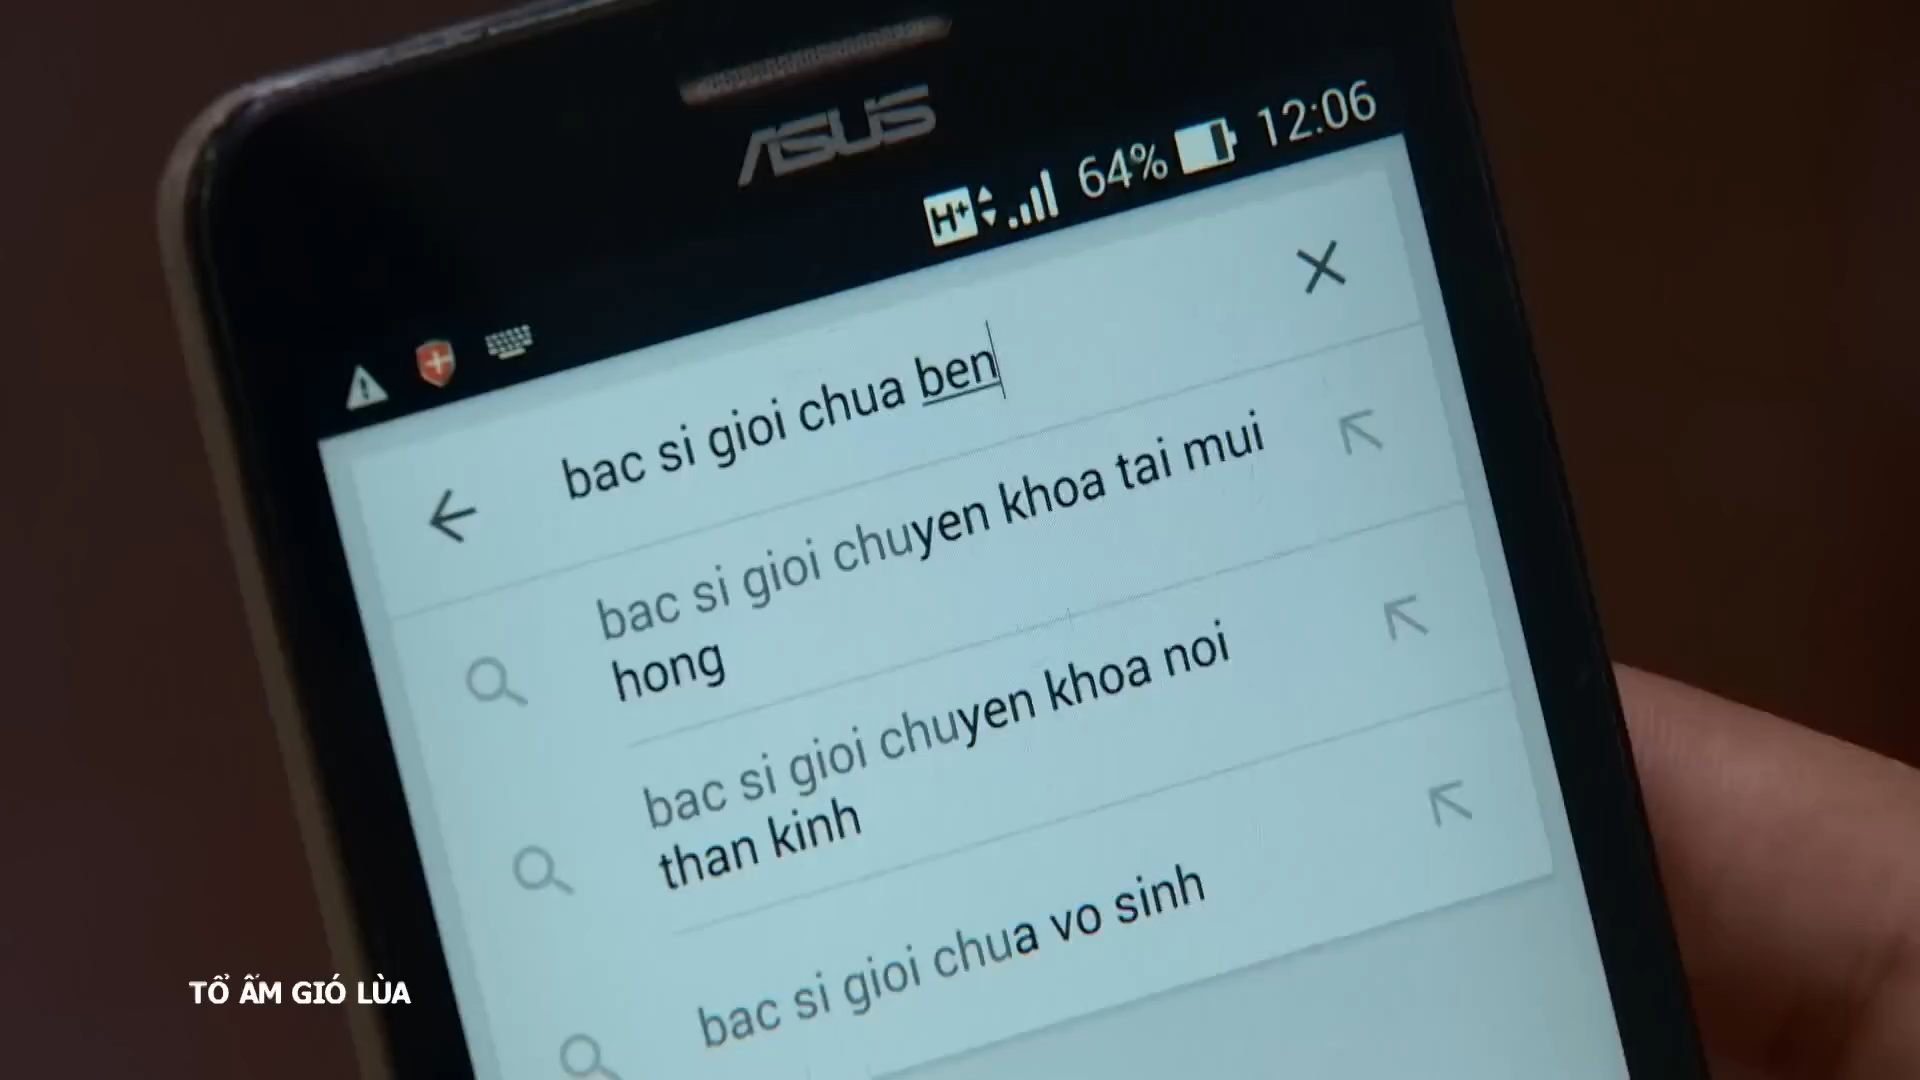 ASUS
H+ 64% 12:06
bac si gioi chua ben
bac si gioi chuyen khoa tai mui
hong
bac si gioi chuyen khoa noi
than kinh
bac si gioi chua vo sinh
TỔ ẤM GIÓ LÙA